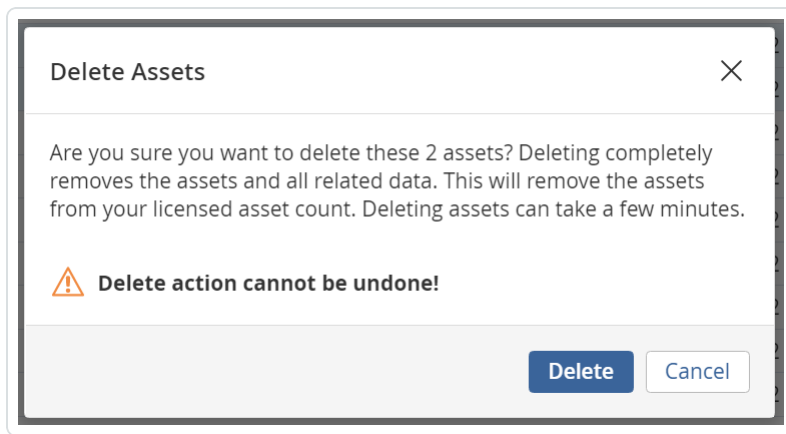 Delete Assets
Are you sure you want to delete these 2 assets? Deleting completely
removes the assets and all related data. This will remove the assets
from your licensed asset count. Deleting assets can take a few minutes.
Delete action cannot be undone!
Delete
Cancel